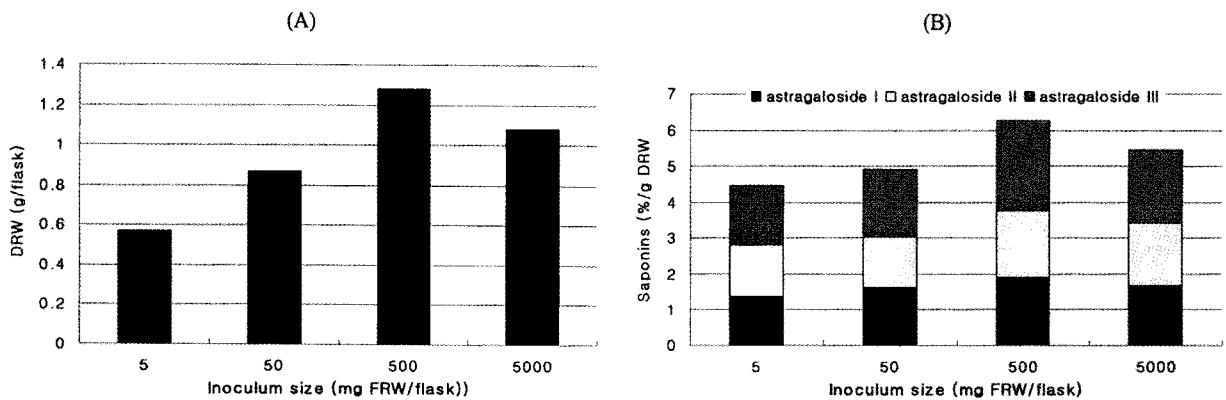 (A)
1.4
1.2
1
0.8
0.6
0.4
0.2
0
DRW (g/flask)
5 50 500 5000
Inoculum size (mg FRW/flask))
(B)
7
6
5
4
3
2
1
0
Saponins (%/g DRW)
astragaloside I astragaloside II astragaloside III
5 50 500 5000
Inoculum size (mg FRW/flask)